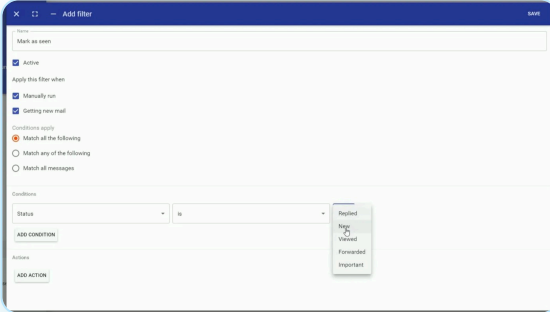 Add filter
SAVE
Name
Mark as seen
Active
Apply this filter when
Manually run
Getting new mail
Conditions apply
Match all the following
Match any of the following
Match all messages
Conditions
Status
is
Replied
New
Viewed
Forwarded
Important
ADD CONDITION
Actions
ADD ACTION